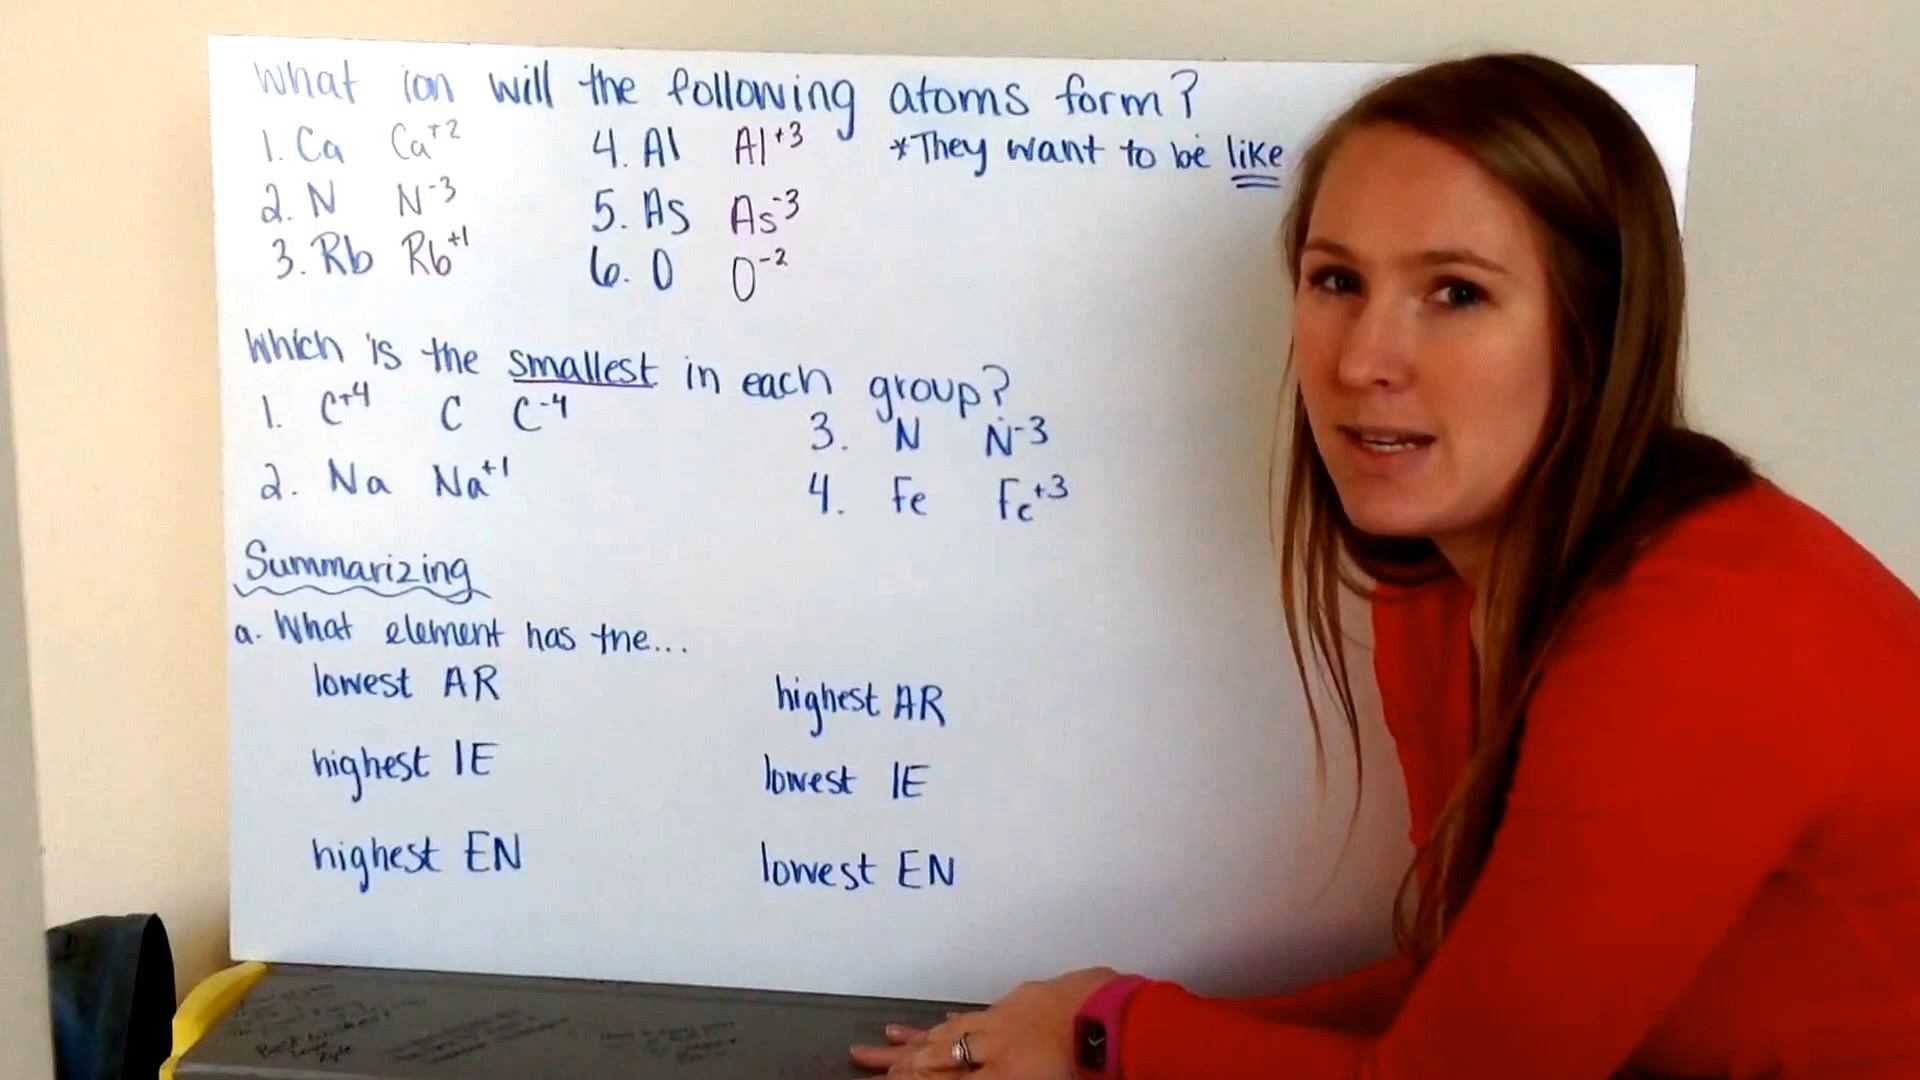 What ion will the following atoms form?
1. Ca Ca+2 4. Al Al+3 *They want to be like
2. N N-3 5. As As-3
3. Rb Rb+1 6. O O-2
Which is the smallest in each group?
1. C+4 C C-4 3. N N-3
2. Na Na+1 4. Fe Fe+3
Summarizing
a. What element has the...
lowest AR highest AR
highest IE lowest IE
highest EN lowest EN